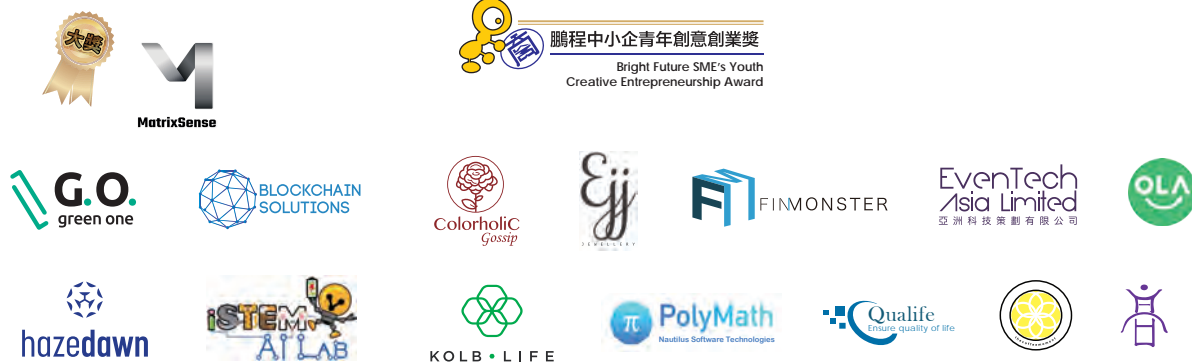 大獎
MatrixSense
商
鵬程中小企青年創意創業獎
Bright Future SME's Youth
Creative Entrepreneurship Award
G.O.
green one
BLOCKCHAIN
SOLUTIONS
ColorholiC
Gossip
Ejj
JEWELLERY
FINMONSTER
EvenTech
Asia Limited
亞洲科技策劃有限公司
OLA
hazedawn
iSTEM
AI LAB
KOLB • LIFE
π
PolyMath
Nautilus Software Technologies
Qualife
Ensure quality of life